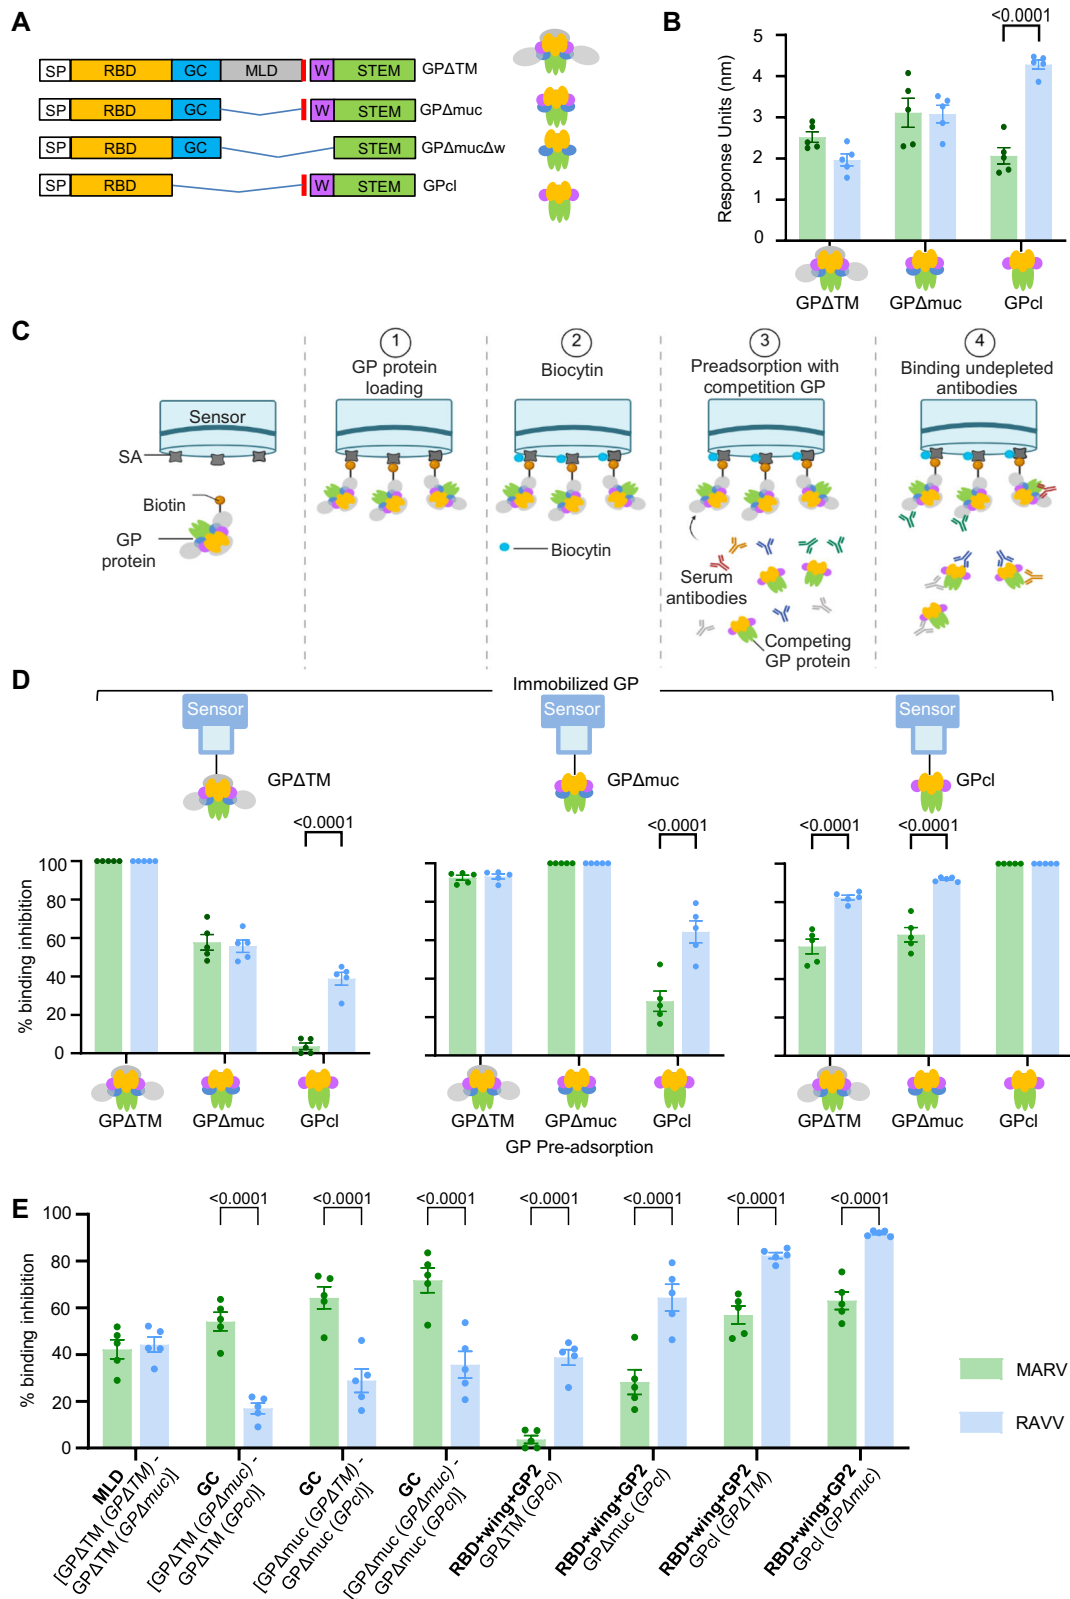 A
SP RBD GC MLD W STEM GPΔTM
SP RBD GC W STEM GPΔmuc
SP RBD GC STEM GPΔmucΔw
SP RBD W STEM GPcl
B
<0.0001
Response Units (nm)
5
4
3
2
1
0
GPΔTM GPΔmuc GPcl
C
1
GP protein
loading
2
Biocytin
3
Preadsorption with
competition GP
4
Binding undepleted
antibodies
Sensor
SA
Biotin
GP
protein
Biocytin
Serum
antibodies
Competing
GP protein
D
Immobilized GP
Sensor Sensor Sensor
GPΔTM GPΔmuc GPcl
<0.0001 <0.0001 <0.0001 <0.0001
% binding inhibition
100
80
60
40
20
0
GPΔTM GPΔmuc GPcl GPΔTM GPΔmuc GPcl GPΔTM GPΔmuc GPcl
GP Pre-adsorption
E
<0.0001 <0.0001 <0.0001 <0.0001 <0.0001 <0.0001 <0.0001
% binding inhibition
100
80
60
40
20
0
MLD
[GPΔTM (GPΔTM)-
GPΔTM (GPΔmuc)]
GC
[GPΔTM (GPΔmuc)-
GPΔTM (GPcl)]
GC
[GPΔmuc (GPΔTM)-
GPΔmuc (GPcl)]
GC
[GPΔmuc (GPΔmuc)-
GPΔmuc (GPcl)]
RBD+wing+GP2
GPΔTM (GPcl)
RBD+wing+GP2
GPΔmuc (GPcl)
RBD+wing+GP2
GPcl (GPΔTM)
RBD+wing+GP2
GPcl (GPΔmuc)
MARV
RAVV